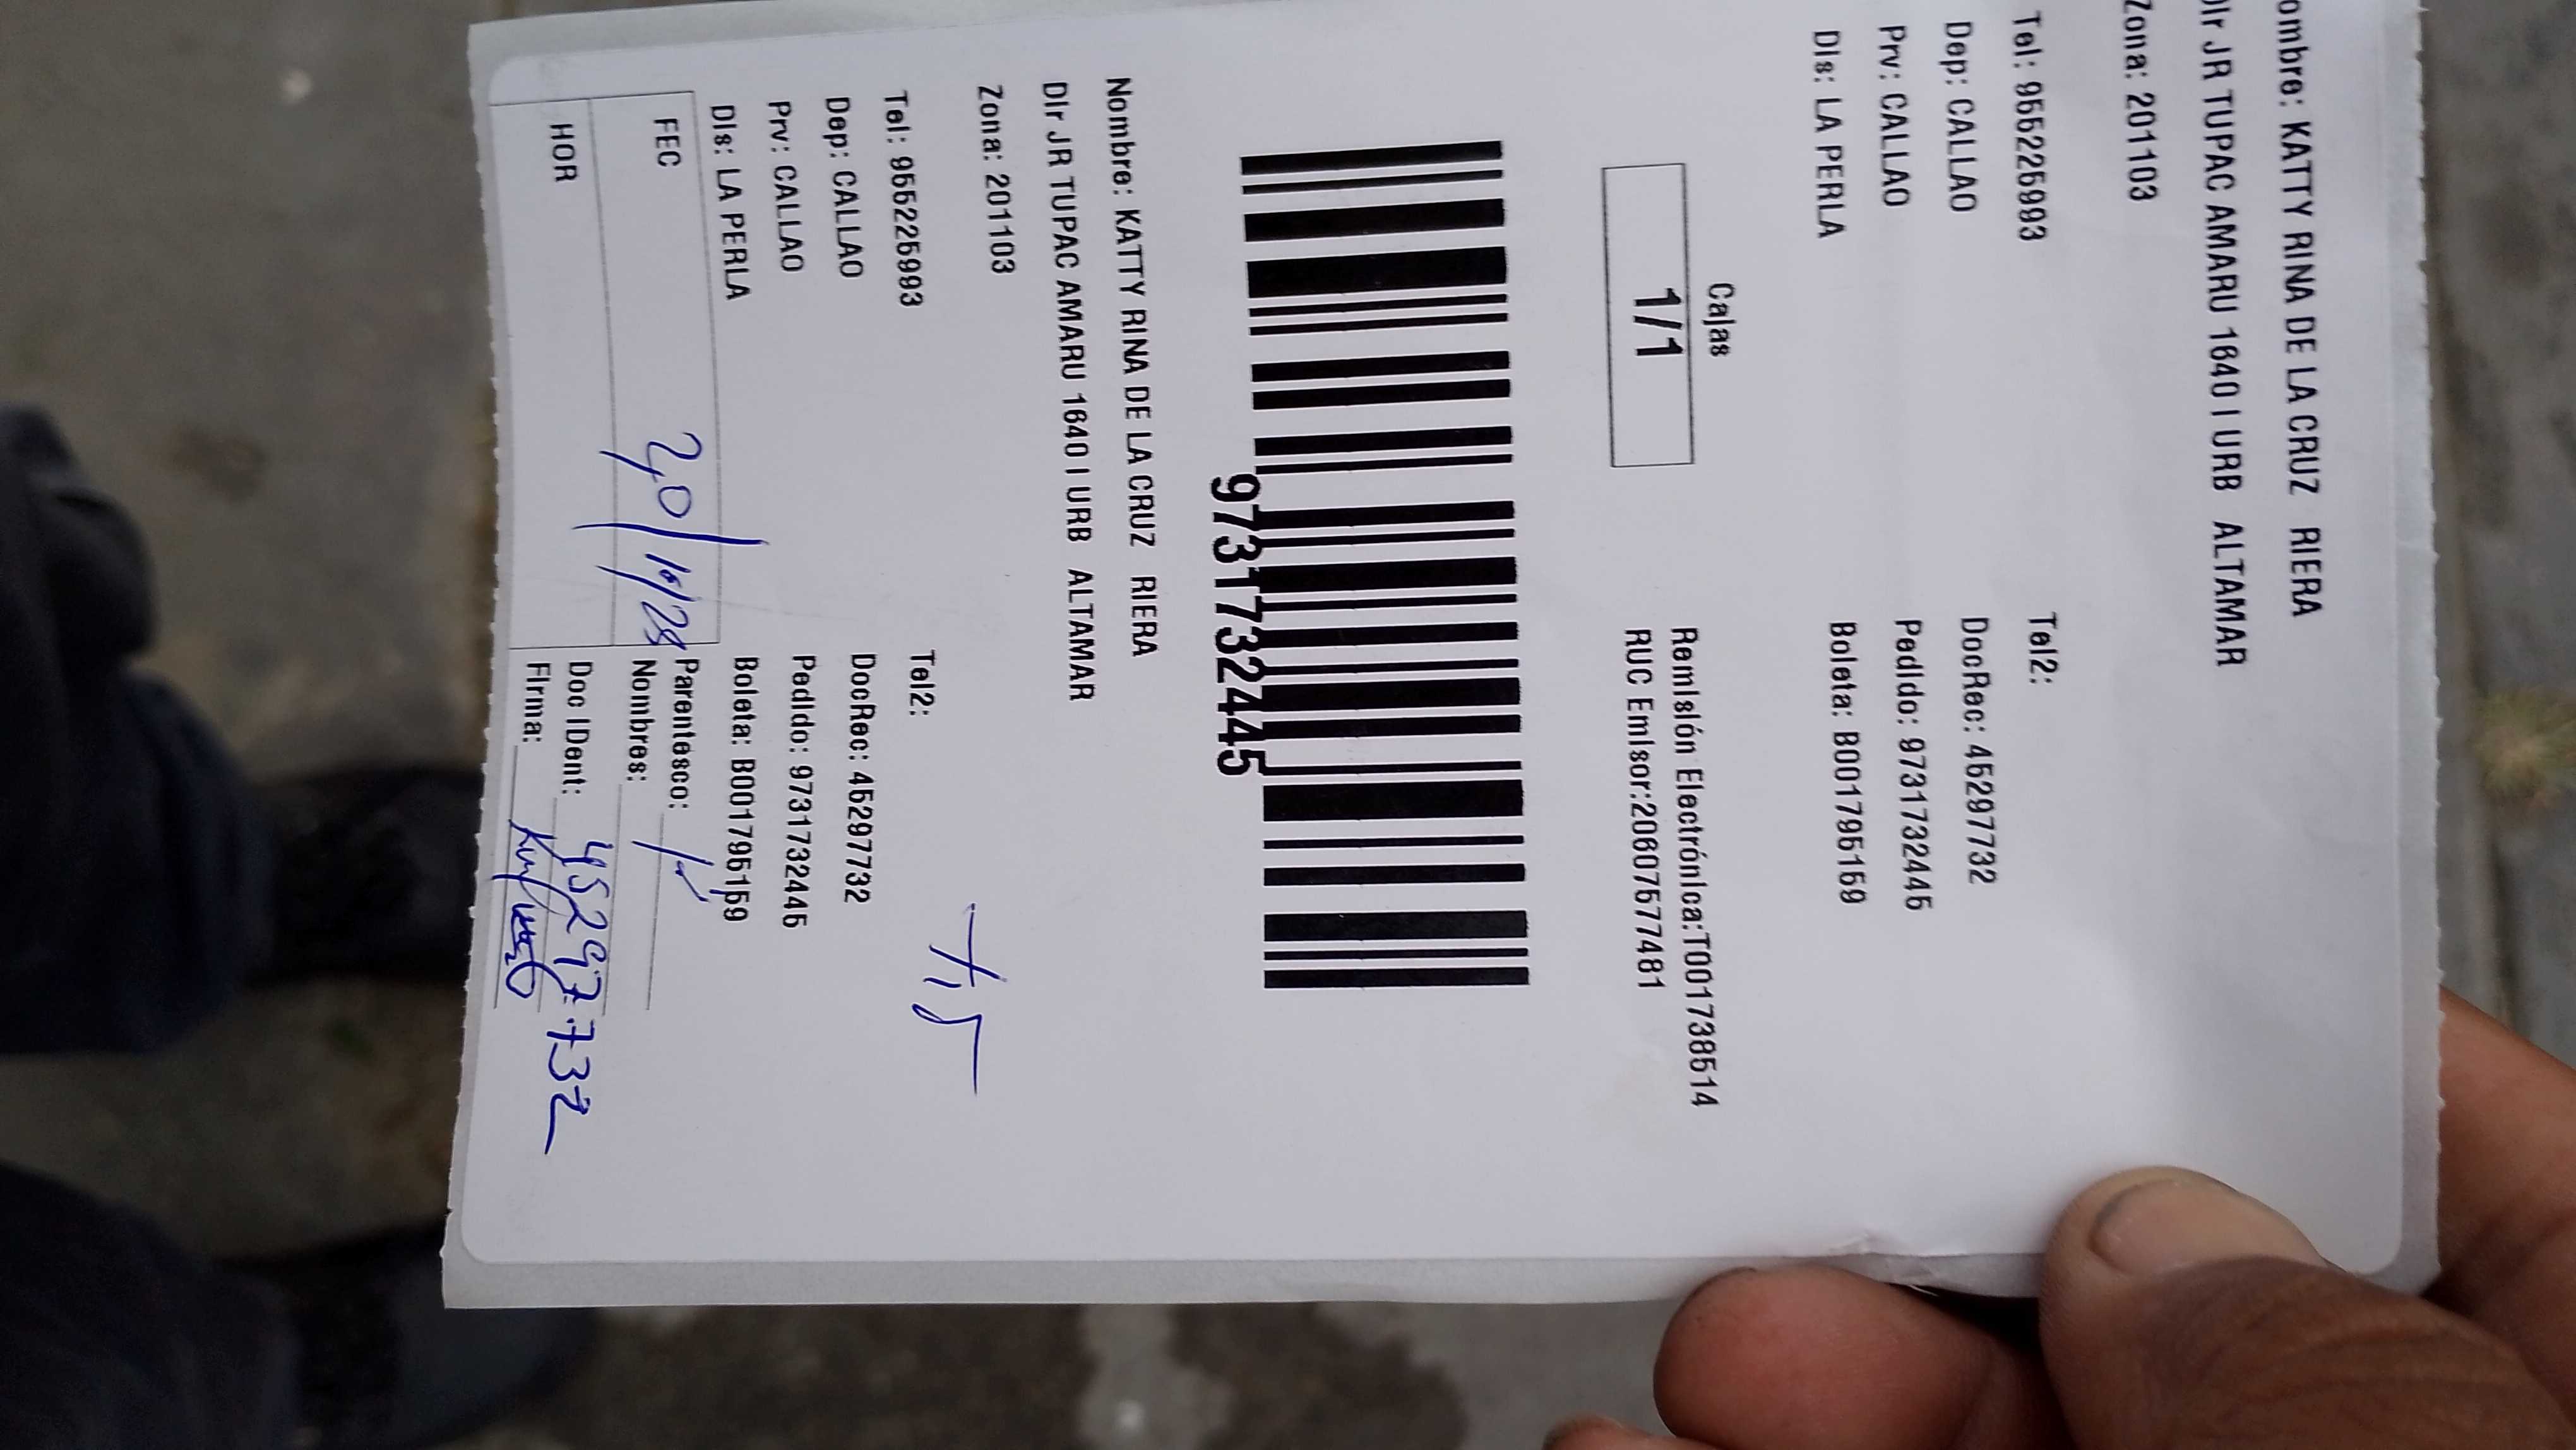 ombre: KATTY RINA DE LA CRUZ RIERA
DIr JR TUPAC AMARU 1640 I URB ALTAMAR
Zona: 201103
Tel: 955225993 Tel2:
Dep: CALLAO DocRec: 45297732
Prv: CALLAO PedIdo: 9731732445
DIs: LA PERLA Boleta: B001795159
Cajas
1/1
RemIsIón ElectrónIca:T001738514
RUC EmIsor:20607577481
9731732445
Nombre: KATTY RINA DE LA CRUZ RIERA
DIr JR TUPAC AMARU 1640 I URB ALTAMAR
Zona: 201103
Tel: 955225993 Tel2:
Dep: CALLAO DocRec: 45297732
Prv: CALLAO PedIdo: 9731732445
DIs: LA PERLA Boleta: B001795159
FEC Parentesco:
Nombres:
HOR Doc IDent: 45297732
FIrma: